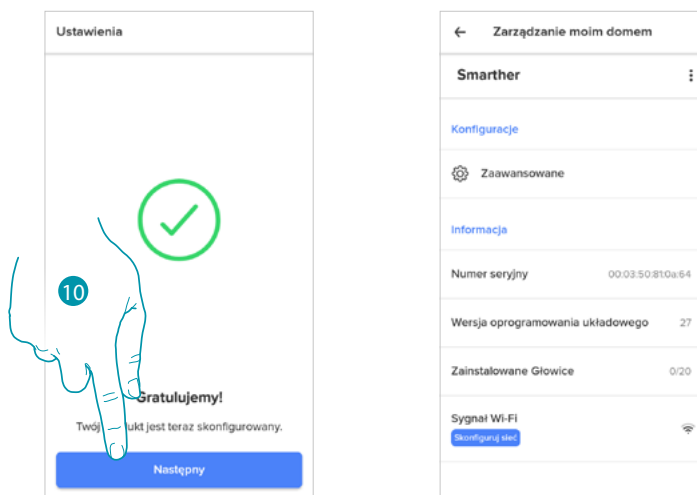 Ustawienia
10
Gratulujemy!
Twój kt jest teraz skonfigurowany.
Następny
Zarządzanie moim domem
Smarther
Konfiguracje
Zaawansowane
Informacja
Numer seryjny 00:03:50:81:0a:64
Wersja oprogramowania układowego 27
Zainstalowane Głowice 0/20
Sygnał Wi-Fi
Skonfiguruj sieć